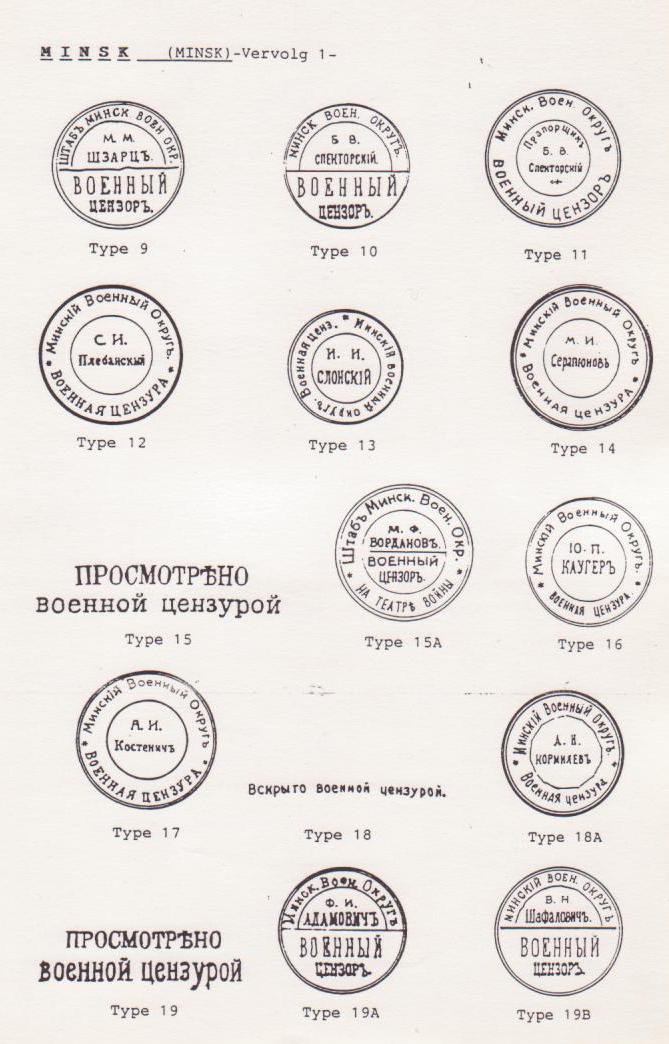 MINSK (MINSK)-Vervolg 1-
ШТАБЪ МИНСК. ВОЕН ОКР.
М. М.
ШЗАРЦЪ.
ВОЕННЫЙ
ЦЕНЗОРЪ.
Type 9
МИНСК ВОЕН. ОКРУГЪ.
Б. В.
СПЕКТОРСКІЙ.
ВОЕННЫЙ
ЦЕНЗОРЪ.
Type 10
Минск. Воен. Округъ
Прапорщик
Б. В.
Спекторскій
ВОЕННЫЙ ЦЕНЗОРЪ
Type 11
Минскій Военный Округъ.
С. И.
Плебанскый
* ВОЕННАЯ ЦЕНЗУРА *
Type 12
* Минскій военный округъ. Военная ценз.
И. И.
СЛОНСКІЙ
Type 13
Минскій Военный Округъ
М. И.
Серапіоновъ
* Военная цензура *
Type 14
ПРОСМОТРѢНО
военной цензурой
Type 15
Штабъ Минск. Воен. Окр.
М. Ф.
ВОРДАНОВЪ.
ВОЕННЫЙ
ЦЕНЗОРЪ.
* НА ТЕАТРѢ ВОЙНЫ *
Type 15A
Минскій Военный Округъ.
Ю. П.
КАУГЕРЪ
* ВОЕННАЯ ЦЕНЗУРА. *
Type 16
Минскій Военный Округъ
А. И.
Костеничъ
* ВОЕННАЯ ЦЕНЗУРА *
Type 17
Вскрыто военной цензурой.
Type 18
Минскій Военный Округъ.
А. Н.
КОРМИЛЕВЪ
* Военная цензура *
Type 18A
ПРОСМОТРѢНО
военной цензурой
Type 19
Минск. Воен. Округъ
Ф. И.
АДАМОВИЧЪ
ВОЕННЫЙ
ЦЕНЗОРЪ.
Type 19A
МИНСКІЙ ВОЕН. ОКРУГЪ
В. Н
Шафаловичъ.
ВОЕННЫЙ
ЦЕНЗОРЪ.
Type 19B